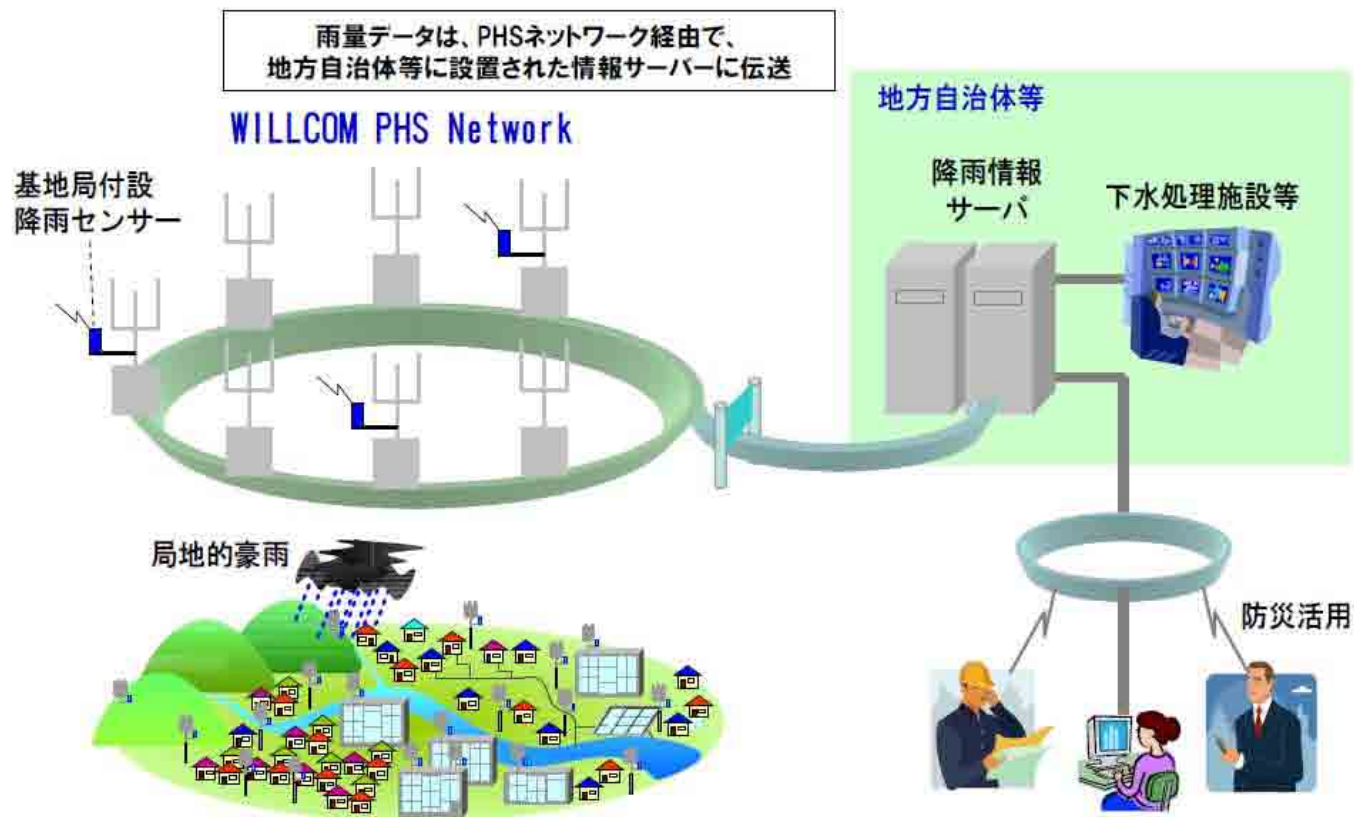 雨量データは、PHSネットワーク経由で、
地方自治体等に設置された情報サーバーに伝送
WILLCOM PHS Network
地方自治体等
基地局付設
降雨センサー
降雨情報
サーバ
下水処理施設等
局地的豪雨
防災活用